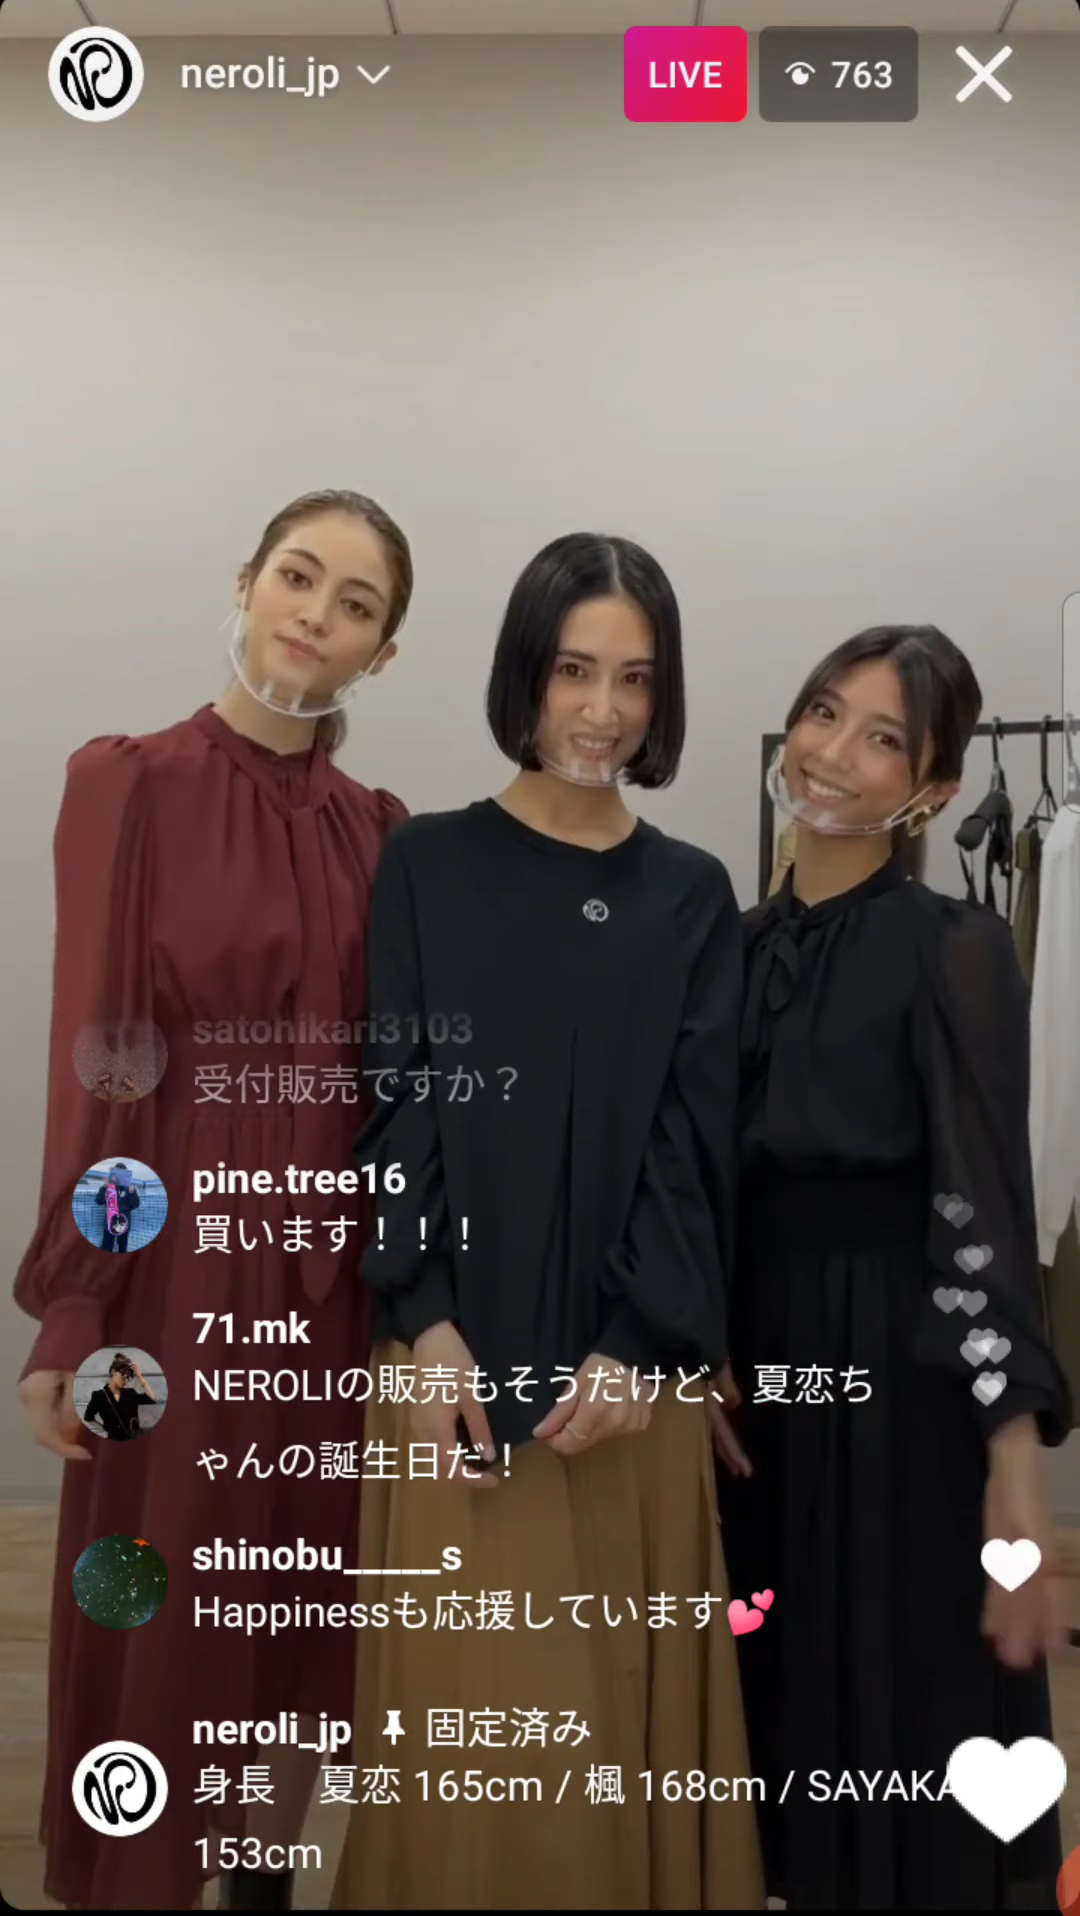 neroli_jp
LIVE
763
satohikari3103
受付販売ですか？
pine.tree16
買います！！！
71.mk
NEROLIの販売もそうだけど、夏恋ち
ゃんの誕生日だ！
shinobu_____s
Happinessも応援しています💕
neroli_jp 固定済み
身長　夏恋 165cm / 楓 168cm / SAYAKA
153cm